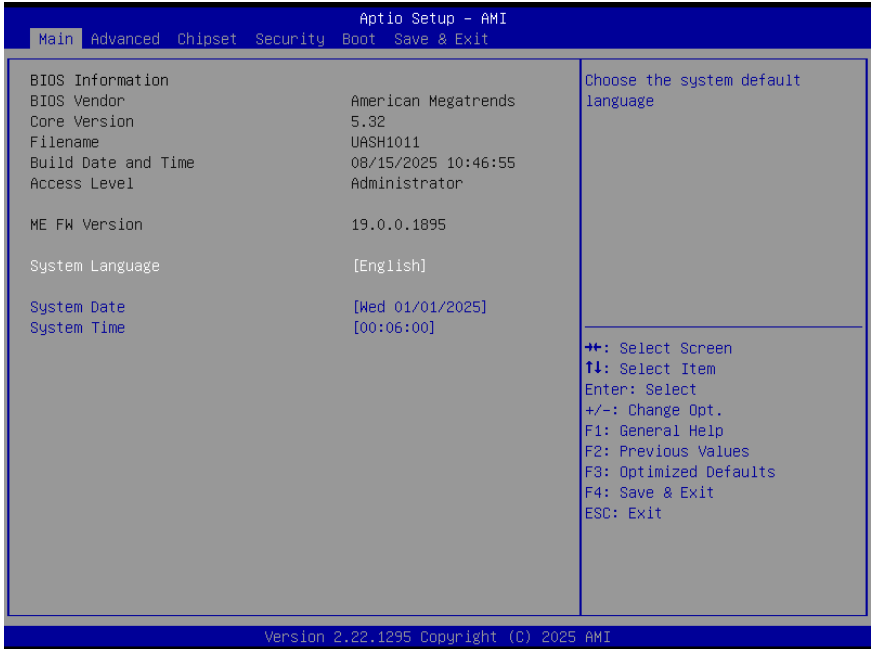 Aptio Setup – AMI
Main Advanced Chipset Security Boot Save & Exit
BIOS Information
BIOS Vendor American Megatrends
Core Version 5.32
Filename UASH1011
Build Date and Time 08/15/2025 10:46:55
Access Level Administrator
ME FW Version 19.0.0.1895
System Language [English]
System Date [Wed 01/01/2025]
System Time [00:06:00]
Choose the system default
language
→←: Select Screen
↑↓: Select Item
Enter: Select
+/-: Change Opt.
F1: General Help
F2: Previous Values
F3: Optimized Defaults
F4: Save & Exit
ESC: Exit
Version 2.22.1295 Copyright (C) 2025 AMI